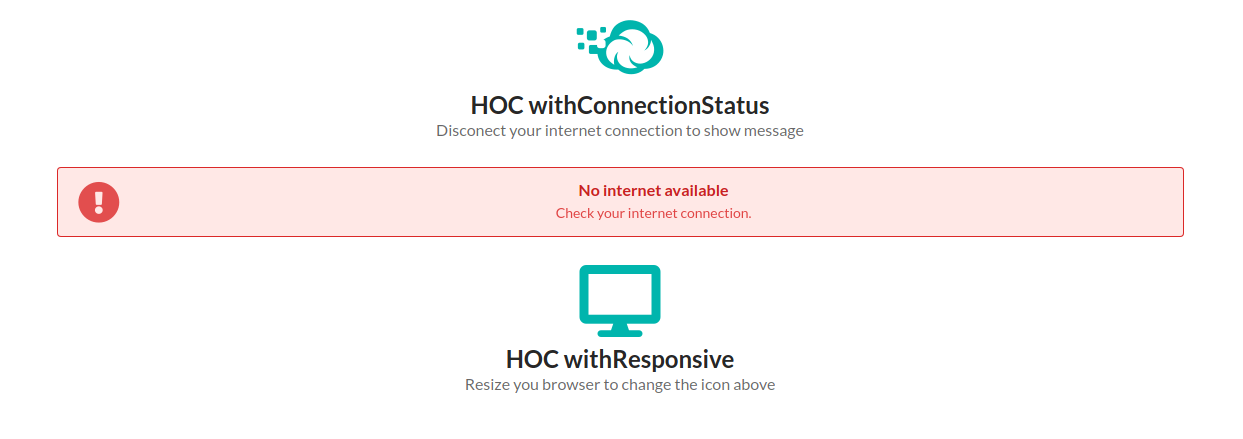 HOC withConnectionStatus
Disconect your internet connection to show message
No internet available
Check your internet connection.
HOC withResponsive
Resize you browser to change the icon above